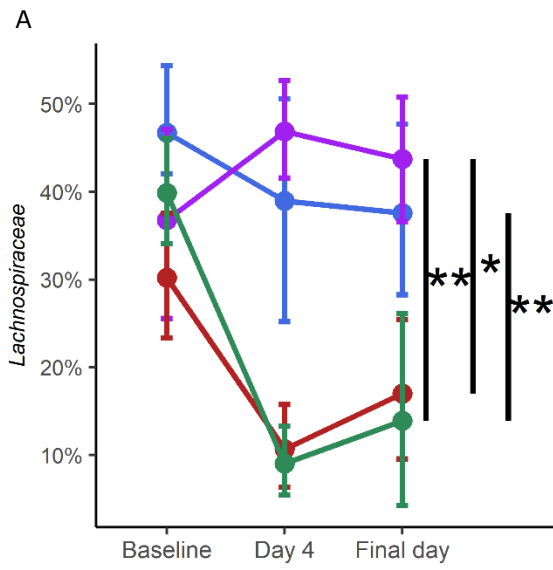 A
Lachnospiraceae
50%
40%
30%
20%
10%
** * **
Baseline Day 4 Final day